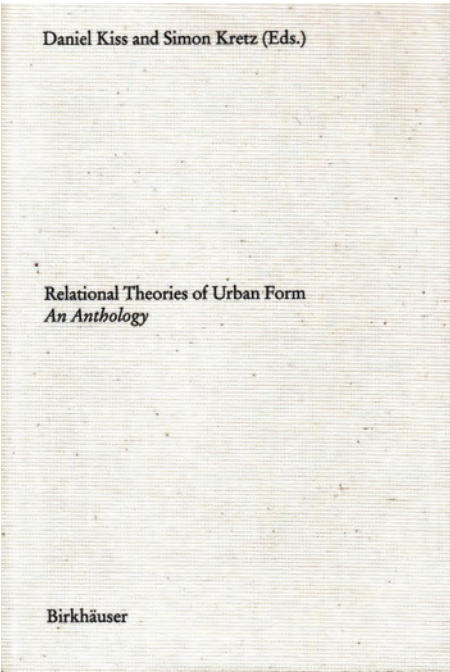 Daniel Kiss and Simon Kretz (Eds.)
Relational Theories of Urban Form
An Anthology
Birkhäuser